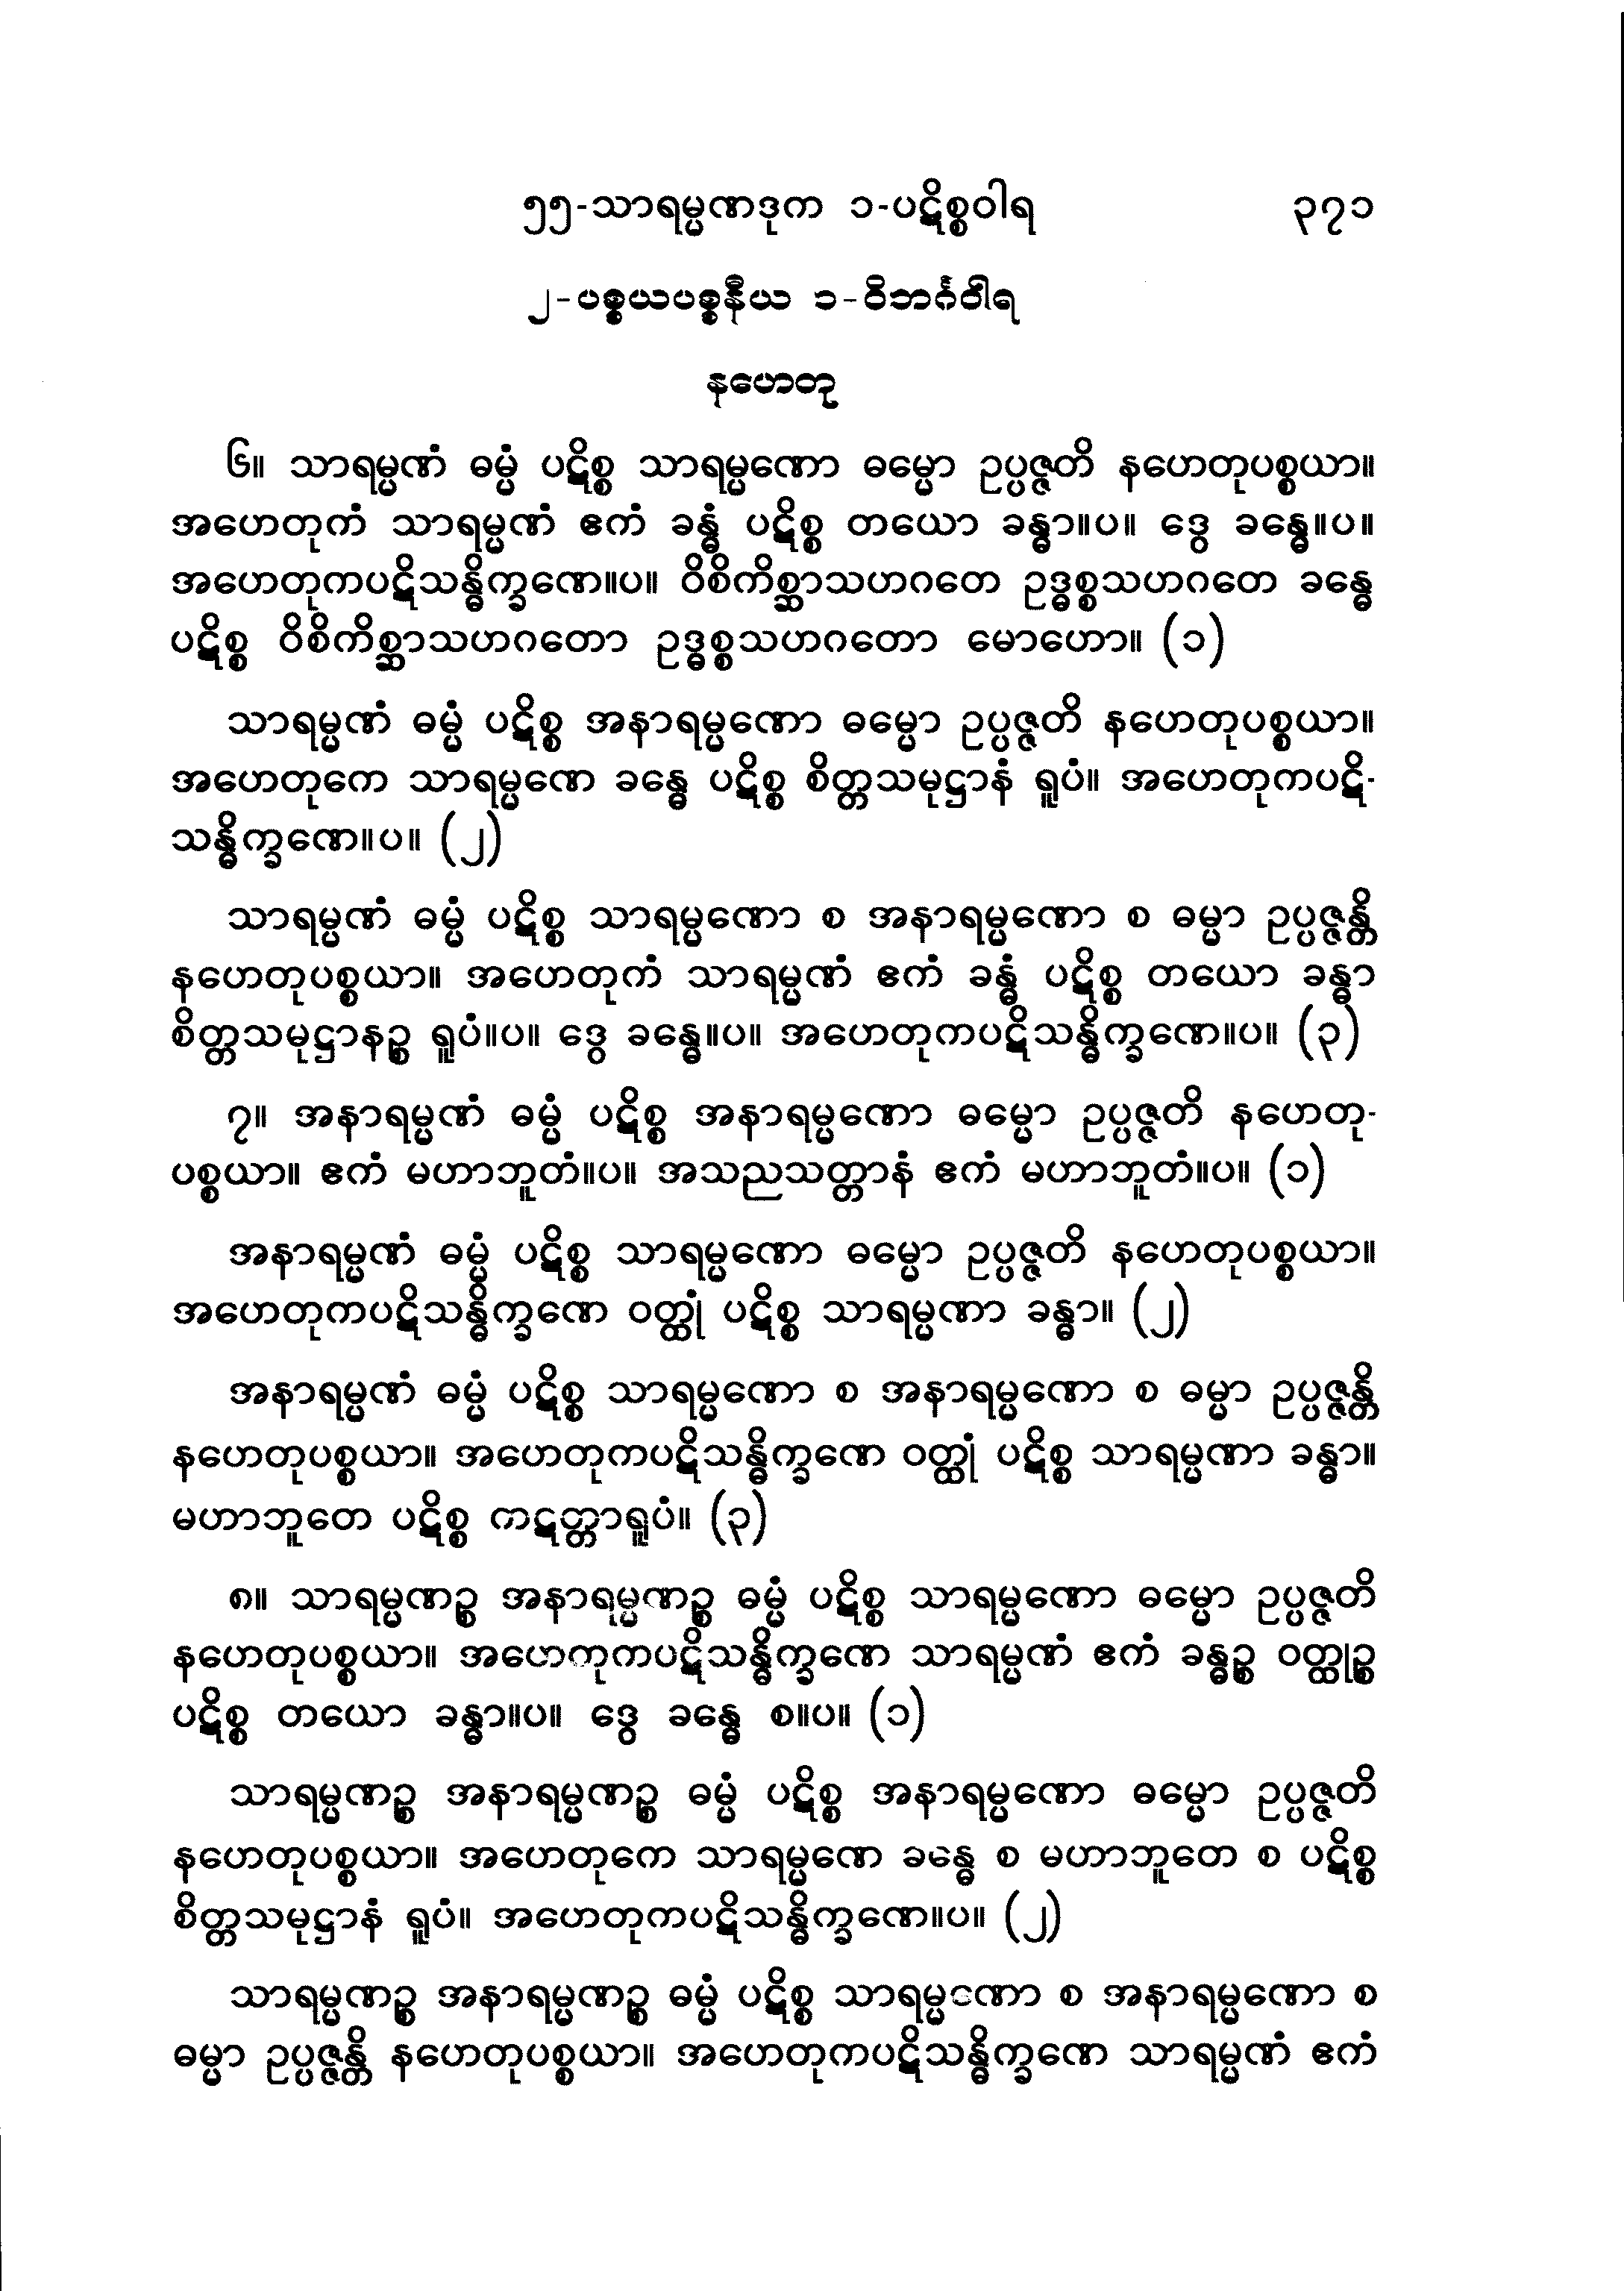 ၅၅-သာရမ္မဏဒုက ၁-ပဋိစ္စဝါရ ၃၇၁
၂-ပစ္စယပစ္စနီယ ၁-ဝိဘင်္ဂဝါရ
နဟေတု
၆။ သာရမ္မဏံ ဓမ္မံ ပဋိစ္စ သာရမ္မဏော ဓမ္မော ဥပ္ပဇ္ဇတိ နဟေတုပစ္စယာ။
အဟေတုကံ သာရမ္မဏံ ဧကံ ခန္ဓံ ပဋိစ္စ တယော ခန္ဓာ။ပ။ ဒွေ ခန္ဓေ။ပ။
အဟေတုကပဋိသန္ဓိက္ခဏေ။ပ။ ဝိစိကိစ္ဆာသဟဂတေ ဥဒ္ဓစ္စသဟဂတေ ခန္ဓေ
ပဋိစ္စ ဝိစိကိစ္ဆာသဟဂတော ဥဒ္ဓစ္စသဟဂတော မောဟော။ (၁)
သာရမ္မဏံ ဓမ္မံ ပဋိစ္စ အနာရမ္မဏော ဓမ္မော ဥပ္ပဇ္ဇတိ နဟေတုပစ္စယာ။
အဟေတုကေ သာရမ္မဏေ ခန္ဓေ ပဋိစ္စ စိတ္တသမုဋ္ဌာနံ ရူပံ။ အဟေတုကပဋိ-
သန္ဓိက္ခဏေ။ပ။ (၂)
သာရမ္မဏံ ဓမ္မံ ပဋိစ္စ သာရမ္မဏော စ အနာရမ္မဏော စ ဓမ္မာ ဥပ္ပဇ္ဇန္တိ
နဟေတုပစ္စယာ။ အဟေတုကံ သာရမ္မဏံ ဧကံ ခန္ဓံ ပဋိစ္စ တယော ခန္ဓာ
စိတ္တသမုဋ္ဌာနဉ္စ ရူပံ။ပ။ ဒွေ ခန္ဓေ။ပ။ အဟေတုကပဋိသန္ဓိက္ခဏေ။ပ။ (၃)
၇။ အနာရမ္မဏံ ဓမ္မံ ပဋိစ္စ အနာရမ္မဏော ဓမ္မော ဥပ္ပဇ္ဇတိ နဟေတု-
ပစ္စယာ။ ဧကံ မဟာဘူတံ။ပ။ အသညသတ္တာနံ ဧကံ မဟာဘူတံ။ပ။ (၁)
အနာရမ္မဏံ ဓမ္မံ ပဋိစ္စ သာရမ္မဏော ဓမ္မော ဥပ္ပဇ္ဇတိ နဟေတုပစ္စယာ။
အဟေတုကပဋိသန္ဓိက္ခဏေ ဝတ္ထုံ ပဋိစ္စ သာရမ္မဏာ ခန္ဓာ။ (၂)
အနာရမ္မဏံ ဓမ္မံ ပဋိစ္စ သာရမ္မဏော စ အနာရမ္မဏော စ ဓမ္မာ ဥပ္ပဇ္ဇန္တိ
နဟေတုပစ္စယာ။ အဟေတုကပဋိသန္ဓိက္ခဏေ ဝတ္ထုံ ပဋိစ္စ သာရမ္မဏာ ခန္ဓာ။
မဟာဘူတေ ပဋိစ္စ ကဋတ္တာရူပံ။ (၃)
၈။ သာရမ္မဏဉ္စ အနာရမ္မဏဉ္စ ဓမ္မံ ပဋိစ္စ သာရမ္မဏော ဓမ္မော ဥပ္ပဇ္ဇတိ
နဟေတုပစ္စယာ။ အဟေတုကပဋိသန္ဓိက္ခဏေ သာရမ္မဏံ ဧကံ ခန္ဓဉ္စ ဝတ္ထုဉ္စ
ပဋိစ္စ တယော ခန္ဓာ။ပ။ ဒွေ ခန္ဓေ စ။ပ။ (၁)
သာရမ္မဏဉ္စ အနာရမ္မဏဉ္စ ဓမ္မံ ပဋိစ္စ အနာရမ္မဏော ဓမ္မော ဥပ္ပဇ္ဇတိ
နဟေတုပစ္စယာ။ အဟေတုကေ သာရမ္မဏေ ခန္ဓေ စ မဟာဘူတေ စ ပဋိစ္စ
စိတ္တသမုဋ္ဌာနံ ရူပံ။ အဟေတုကပဋိသန္ဓိက္ခဏေ။ပ။ (၂)
သာရမ္မဏဉ္စ အနာရမ္မဏဉ္စ ဓမ္မံ ပဋိစ္စ သာရမ္မဏော စ အနာရမ္မဏော စ
ဓမ္မာ ဥပ္ပဇ္ဇန္တိ နဟေတုပစ္စယာ။ အဟေတုကပဋိသန္ဓိက္ခဏေ သာရမ္မဏံ ဧကံ